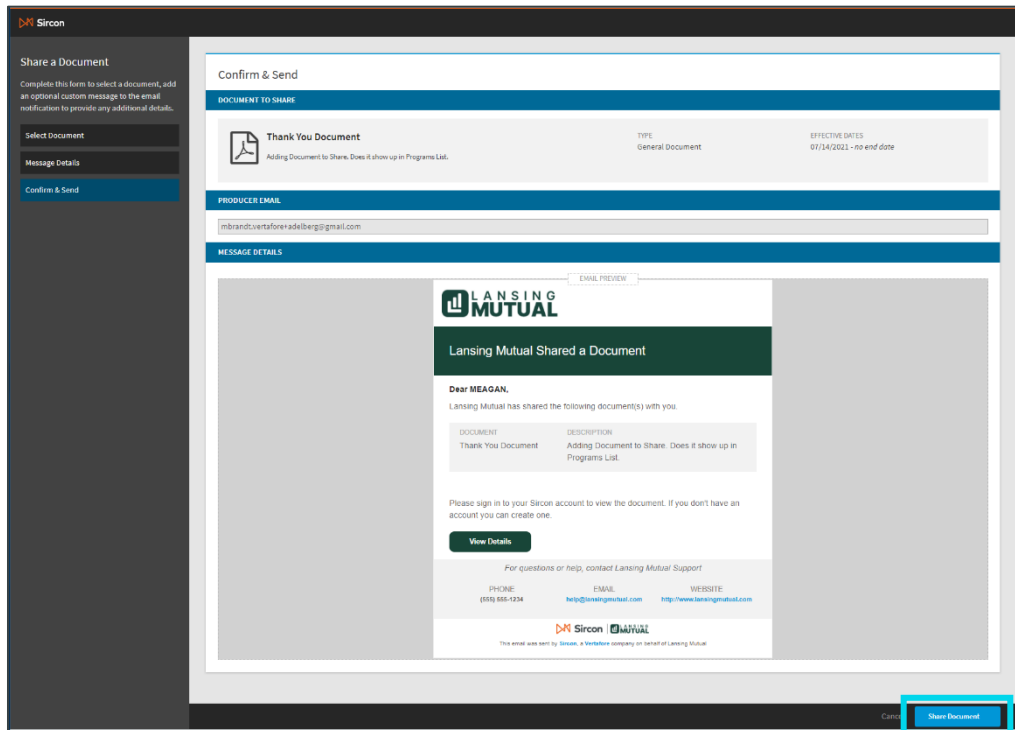 Sircon
Share a Document
Complete this form to select a document, add
an optional custom message to the email
notification to provide any additional details.
Select Document
Message Details
Confirm & Send
Confirm & Send
DOCUMENT TO SHARE
Thank You Document
Adding Document to Share. Does it show up in Programs List.
TYPE
General Document
EFFECTIVE DATES
07/14/2021 - no end date
PRODUCER EMAIL
mbrandt.vertafore+adelberg@gmail.com
MESSAGE DETAILS
EMAIL PREVIEW
LANSING
MUTUAL
Lansing Mutual Shared a Document
Dear MEAGAN,
Lansing Mutual has shared the following document(s) with you.
DOCUMENT DESCRIPTION
Thank You Document Adding Document to Share. Does it show up in
Programs List.
Please sign in to your Sircon account to view the document. If you don't have an
account you can create one.
View Details
For questions or help, contact Lansing Mutual Support
PHONE EMAIL WEBSITE
(555) 555-1234 help@lansingmutual.com http://www.lansingmutual.com
Sircon LANSING
MUTUAL
This email was sent by Sircon, a Vertafore company on behalf of Lansing Mutual
Share Document